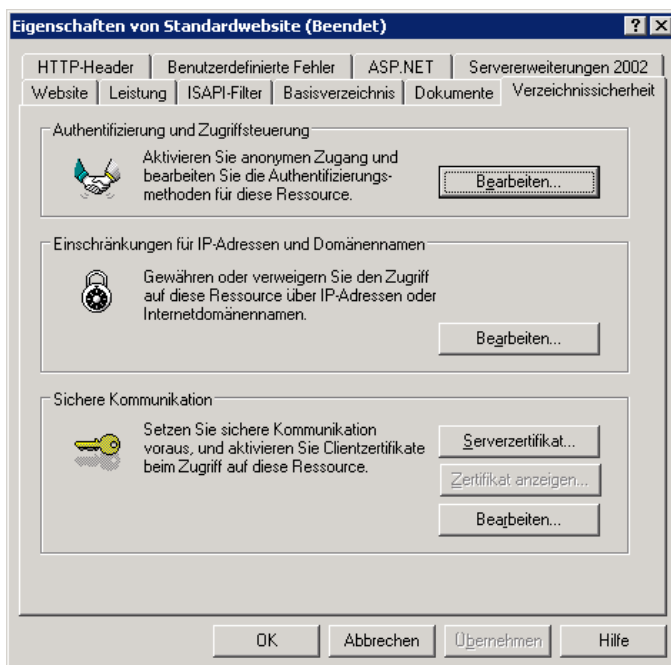 Eigenschaften von Standardwebsite (Beendet)
HTTP-Header Benutzerdefinierte Fehler ASP.NET Servererweiterungen 2002
Website Leistung ISAPI-Filter Basisverzeichnis Dokumente Verzeichnissicherheit
Authentifizierung und Zugriffsteuerung
Aktivieren Sie anonymen Zugang und
bearbeiten Sie die Authentifizierungs-
methoden für diese Ressource.
Bearbeiten...
Einschränkungen für IP-Adressen und Domänennamen
Gewähren oder verweigern Sie den Zugriff
auf diese Ressource über IP-Adressen oder
Internetdomänennamen.
Bearbeiten...
Sichere Kommunikation
Setzen Sie sichere Kommunikation
voraus, und aktivieren Sie Clientzertifikate
beim Zugriff auf diese Ressource.
Serverzertifikat...
Zertifikat anzeigen...
Bearbeiten...
OK Abbrechen Übernehmen Hilfe